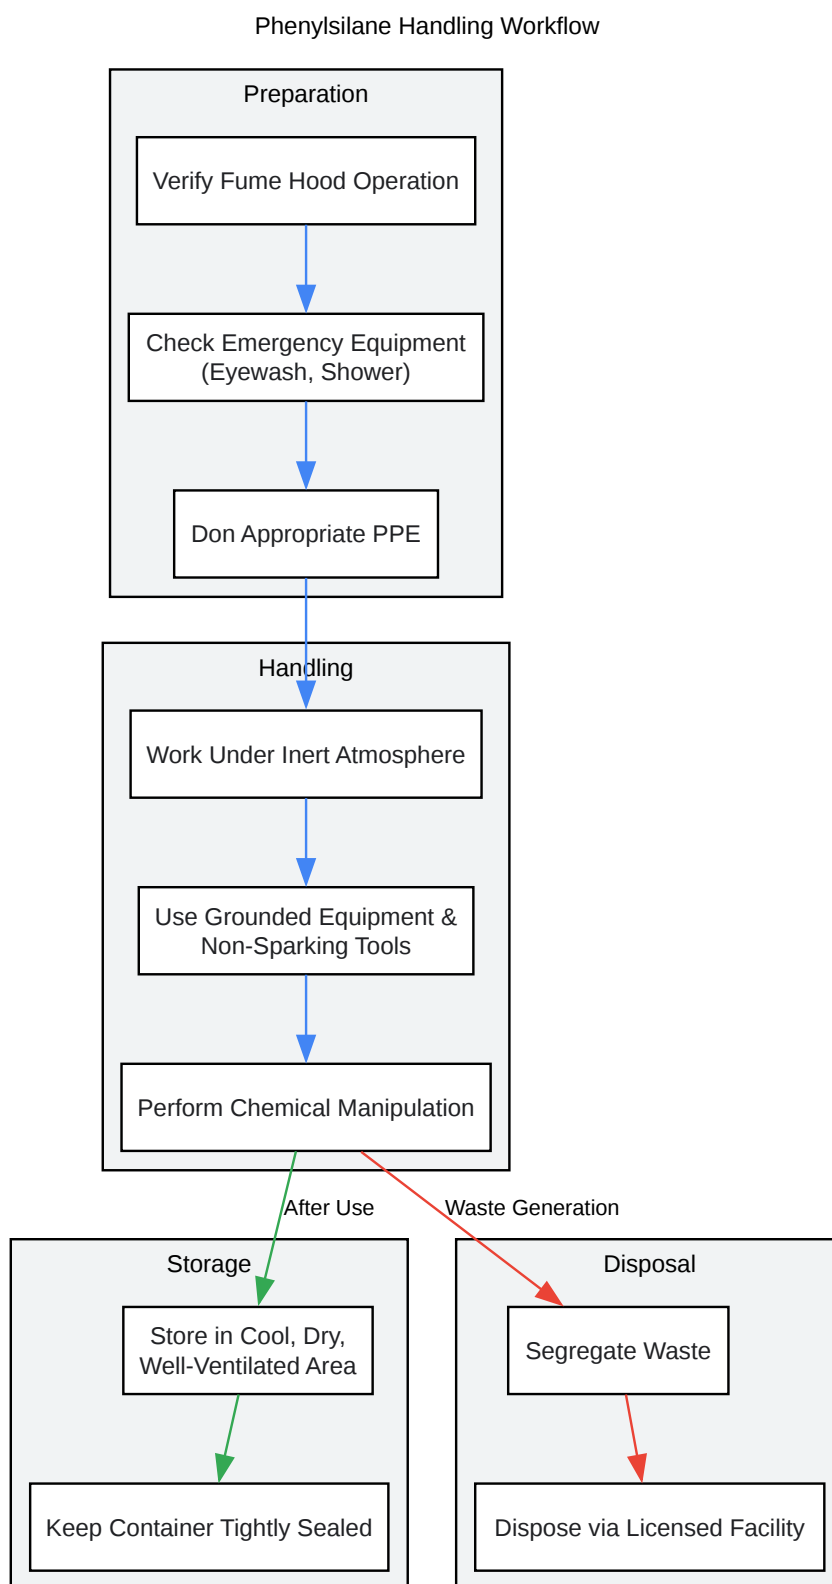 Phenylsilane Handling Workflow
Preparation
Verify Fume Hood Operation
Check Emergency Equipment
(Eyewash, Shower)
Don Appropriate PPE
Handling
Work Under Inert Atmosphere
Use Grounded Equipment &
Non-Sparking Tools
Perform Chemical Manipulation
After Use
Waste Generation
Storage
Store in Cool, Dry,
Well-Ventilated Area
Keep Container Tightly Sealed
Disposal
Segregate Waste
Dispose via Licensed Facility